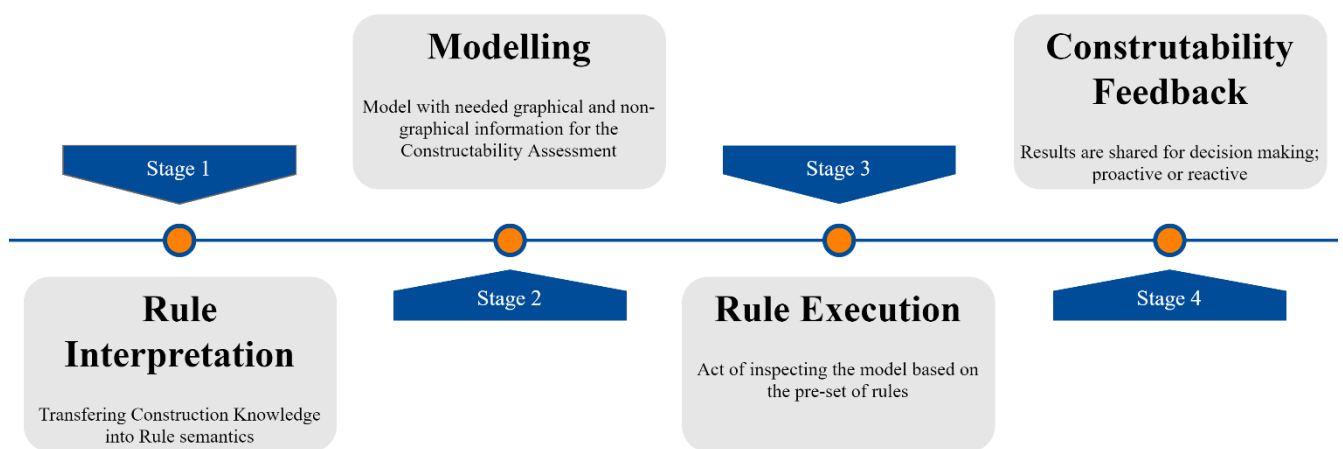 Stage 1
Rule
Interpretation
Transfering Construction Knowledge
into Rule semantics
Modelling
Model with needed graphical and non-
graphical information for the
Constructability Assessment
Stage 2
Stage 3
Rule Execution
Act of inspecting the model based on
the pre-set of rules
Construtability
Feedback
Results are shared for decision making;
proactive or reactive
Stage 4